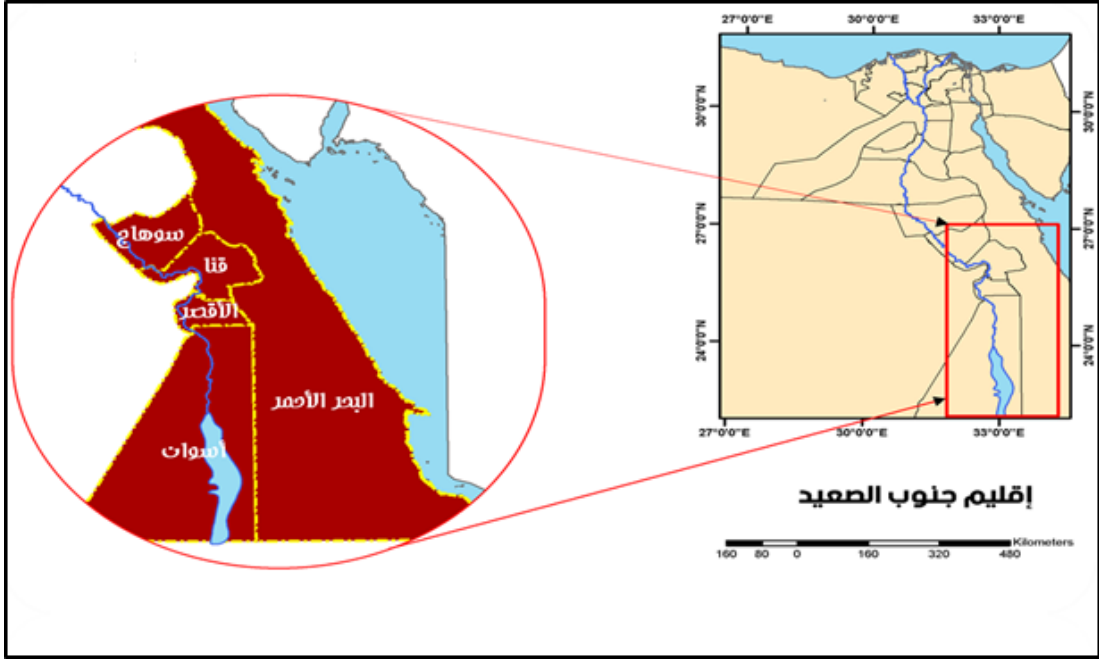 27°0'0"E 30°0'0"E 33°0'0"E
30°0'0"N 30°0'0"N
27°0'0"N 27°0'0"N
24°0'0"N 24°0'0"N
27°0'0"E 30°0'0"E 33°0'0"E
سوهاج
قنا
الأقصر
البحر الأحمر
أسوان
إقليم جنوب الصعيد
Kilometers
160 80 0 160 320 480